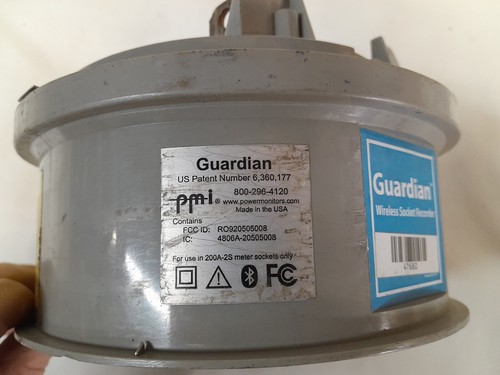 Guardian
US Patent Number 6,360,177
pm-i® 800-296-4120
www.powermonitors.com
Made in the USA
Contains
FCC ID: RO920505008
IC: 4806A-20505008
For use in 200A-2S meter sockets only
FC
Guardian
Wireless Socket Recorder
47682